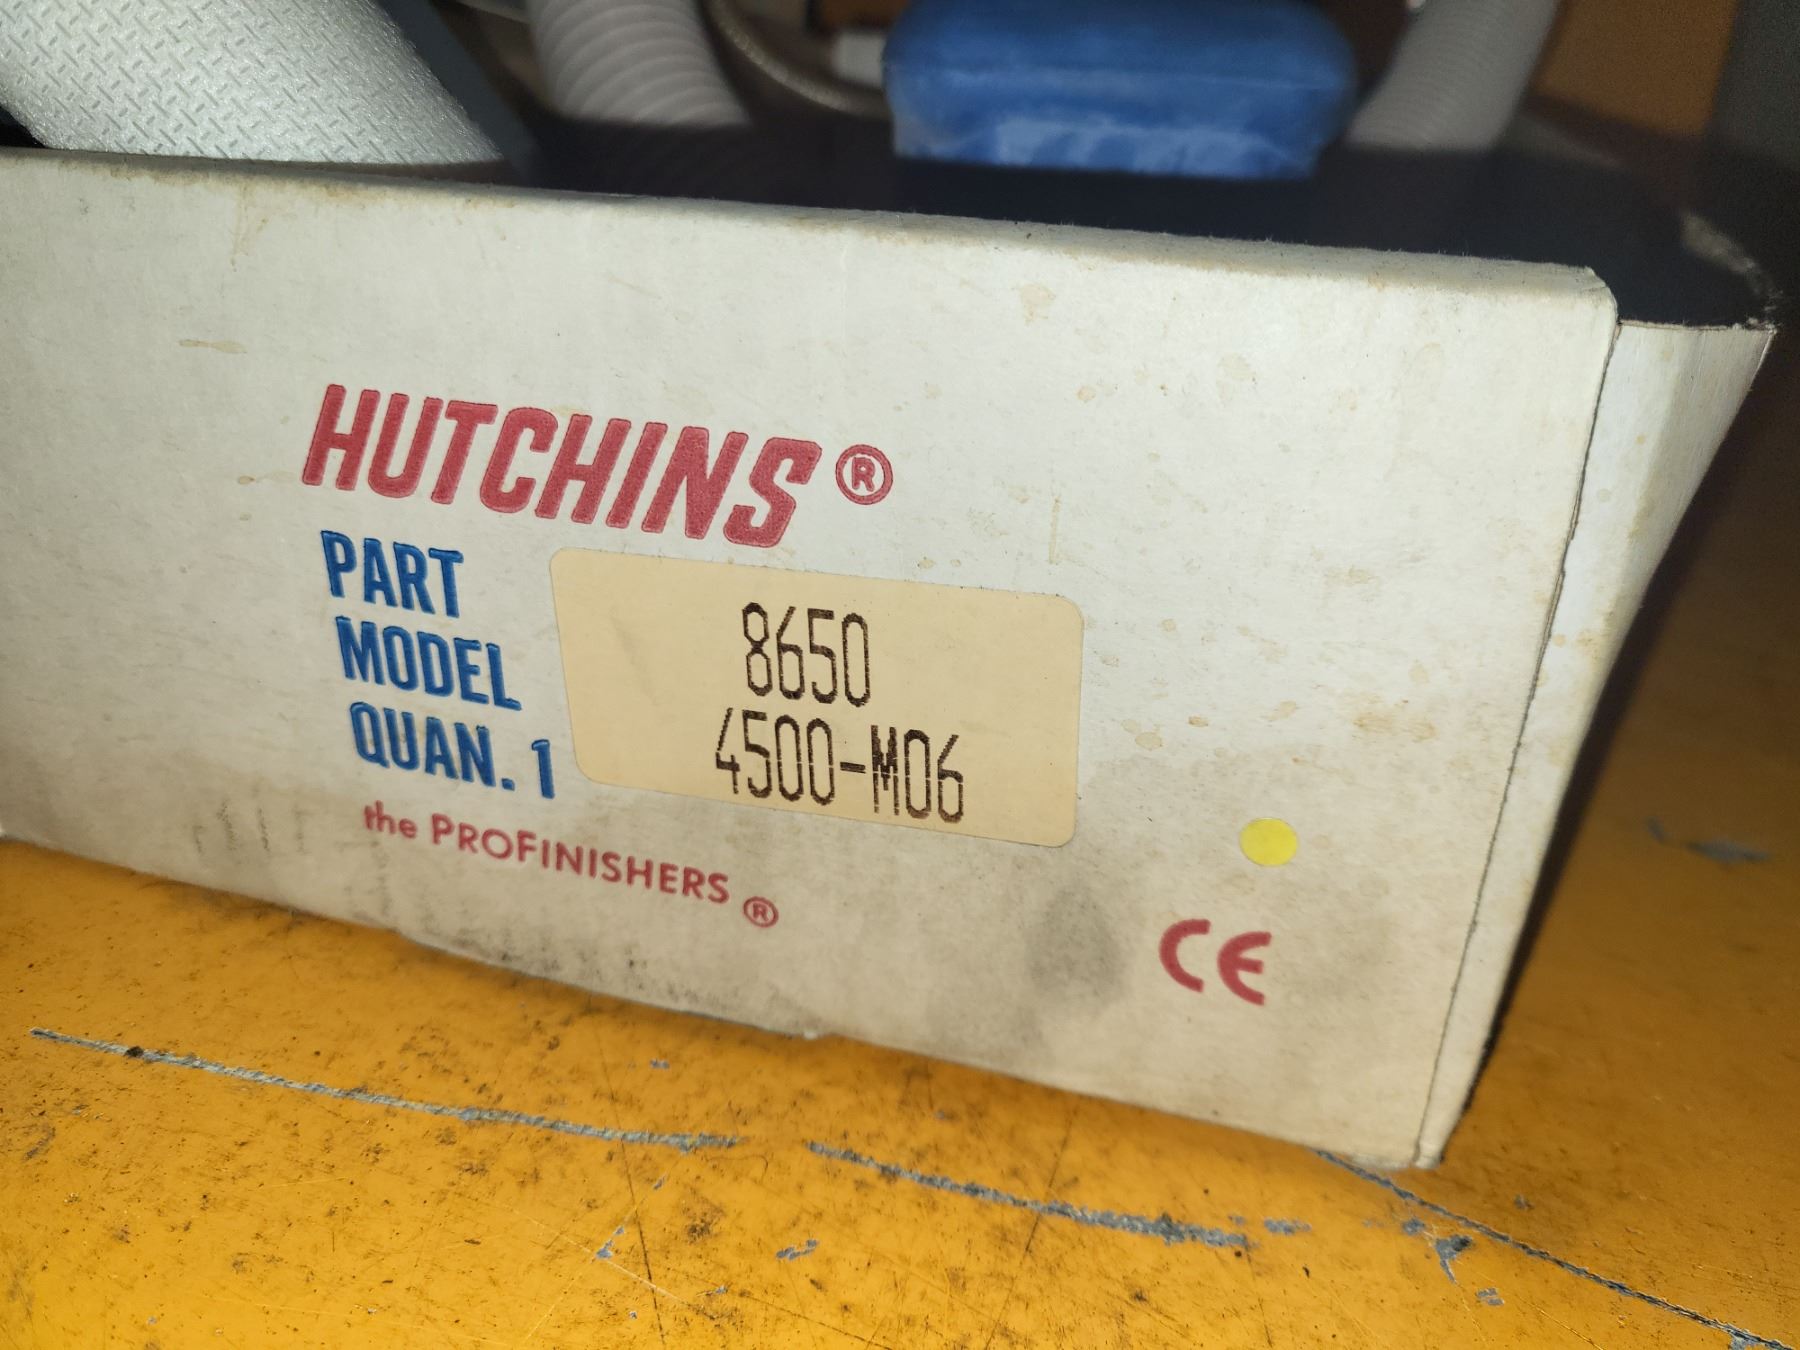 HUTCHINS®
PART 8650
MODEL 4500-M06
QUAN. 1
the PROFINISHERS ®
CE